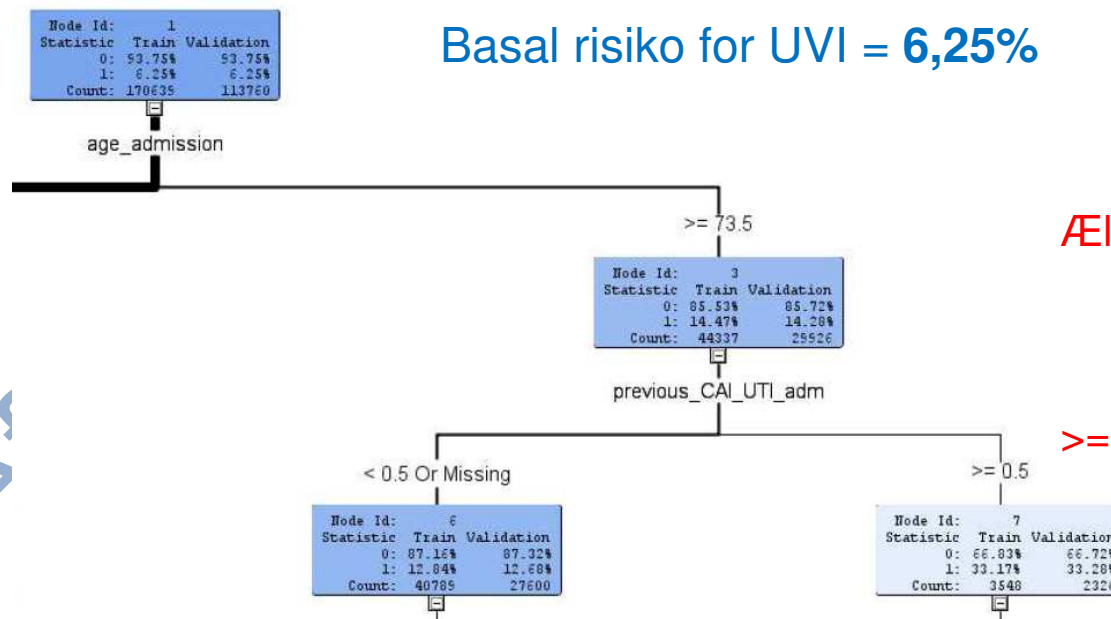 Basal risiko for UVI = 6,25%
Node Id: 1
Statistic Train Validation
0: 93.75% 93.75%
1: 6.25% 6.25%
Count: 170635 113760
age_admission
>= 73.5
Æl
Node Id: 3
Statistic Train Validation
0: 85.53% 85.72%
1: 14.47% 14.28%
Count: 44337 29926
previous_CAI_UTI_adm
>=
< 0.5 Or Missing
>= 0.5
Node Id: 6
Statistic Train Validation
0: 87.16% 87.32%
1: 12.84% 12.68%
Count: 40789 27600
Node Id: 7
Statistic Train Validation
0: 66.83% 66.72%
1: 33.17% 33.28%
Count: 3548 2326